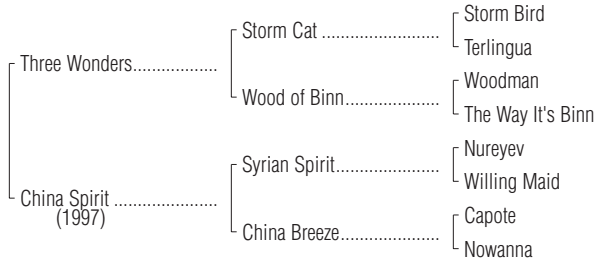 Storm Bird
Storm Cat ........................
Terlingua
Three Wonders.................
Woodman
Wood of Binn...................
The Way It's Binn
Nureyev
Syrian Spirit.....................
Willing Maid
China Spirit .....................
(1997)
Capote
China Breeze....................
Nowanna